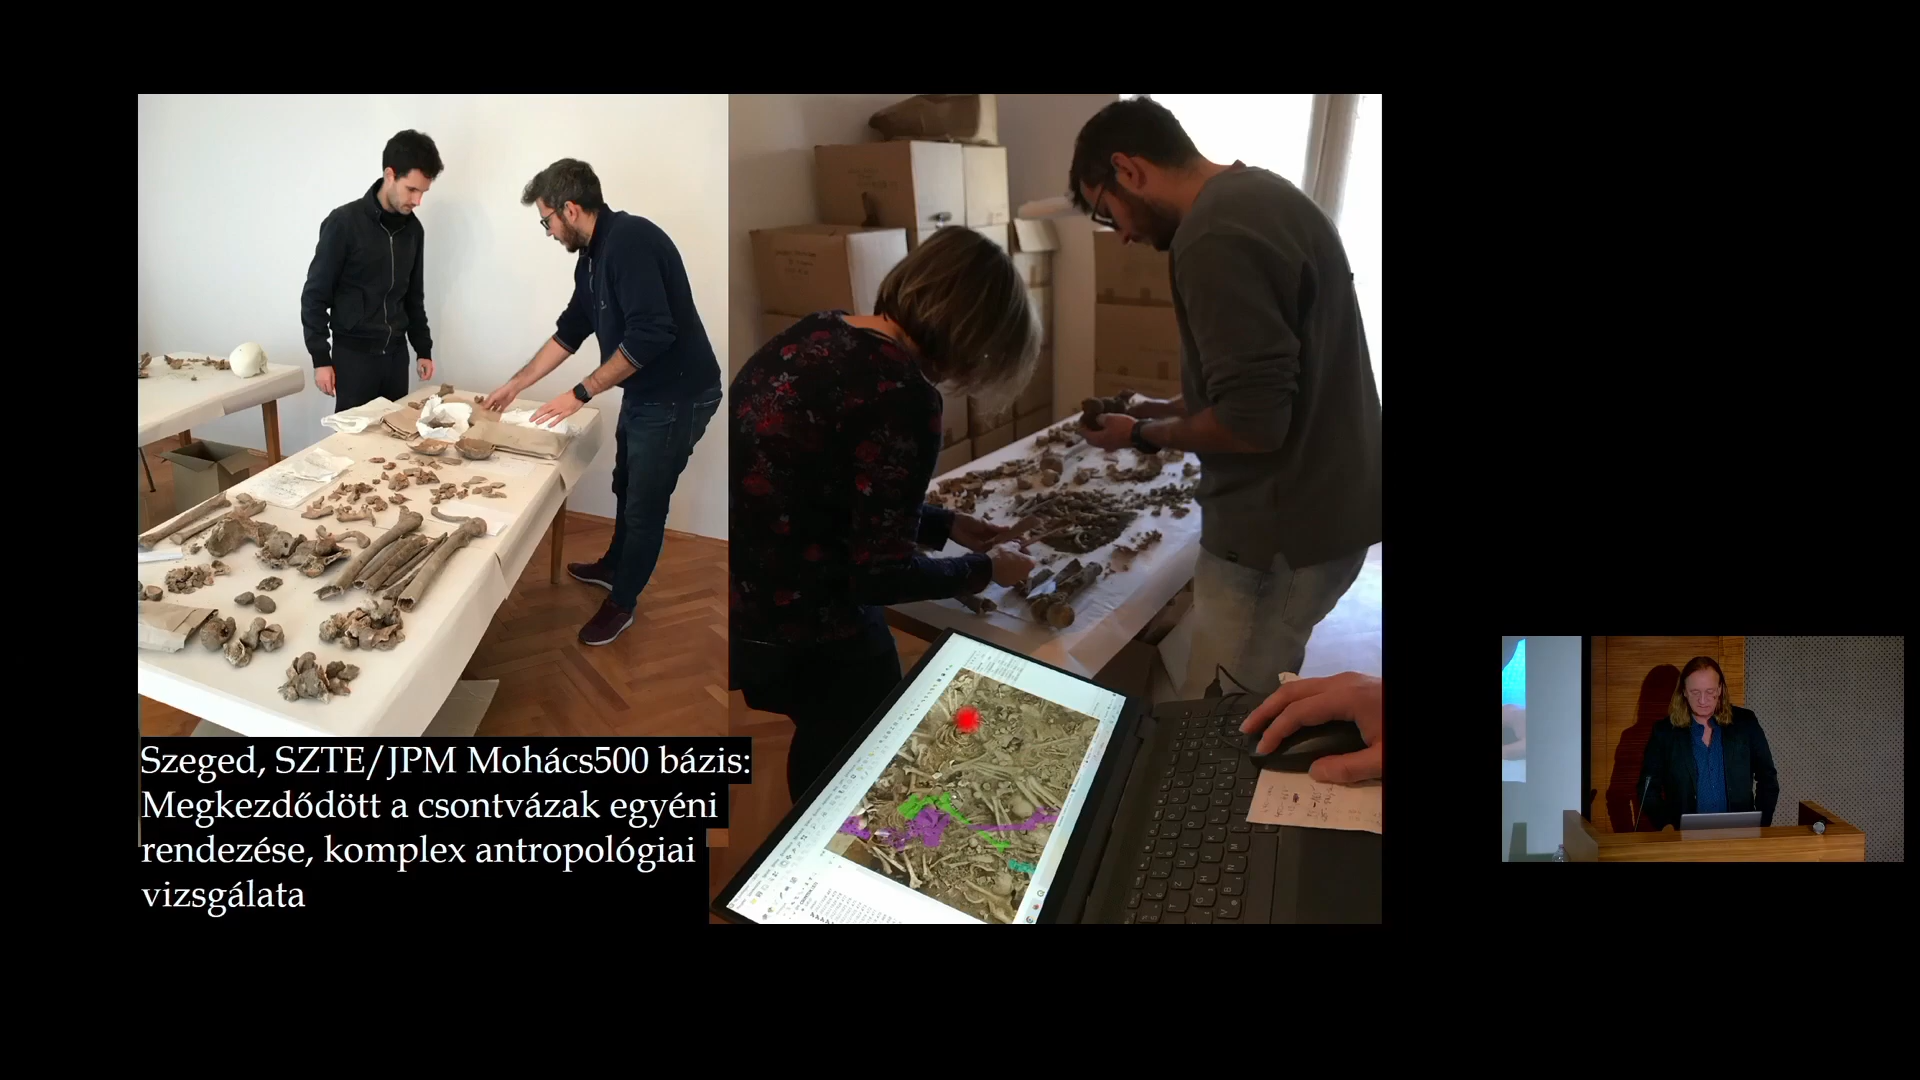 Szeged, SZTE/JPM Mohács500 bázis:
Megkezdődött a csontvázak egyéni
rendezése, komplex antropológiai
vizsgálata